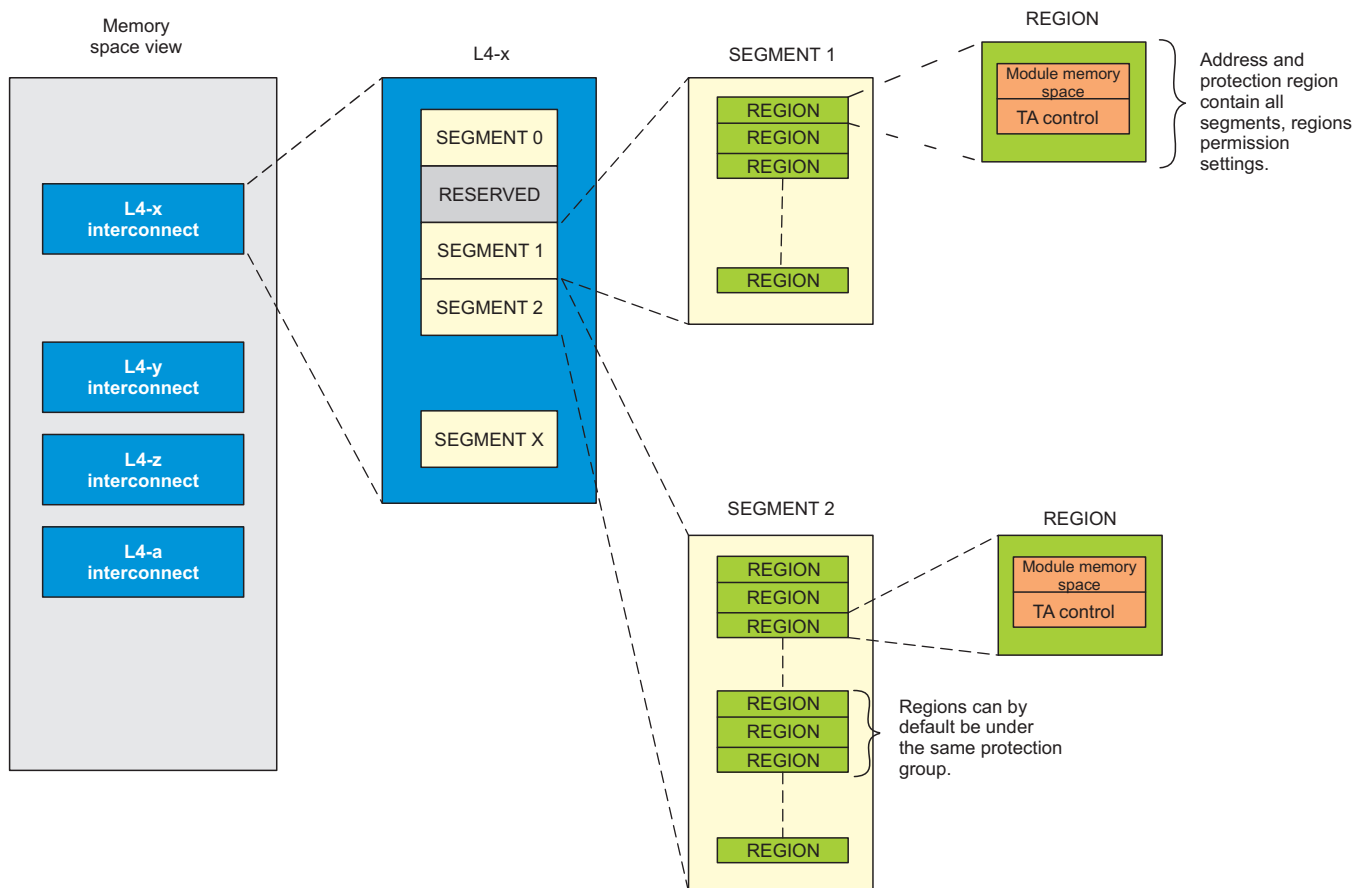 Memory
space view
L4-x
interconnect
L4-y
interconnect
L4-z
interconnect
L4-a
interconnect
L4-x
SEGMENT 0
RESERVED
SEGMENT 1
SEGMENT 2
SEGMENT X
SEGMENT 1
REGION
REGION
REGION
REGION
REGION
Module memory
space
TA control
Address and
protection region
contain all
segments, regions
permission
settings.
SEGMENT 2
REGION
REGION
REGION
REGION
REGION
REGION
REGION
REGION
Module memory
space
TA control
Regions can by
default be under
the same protection
group.